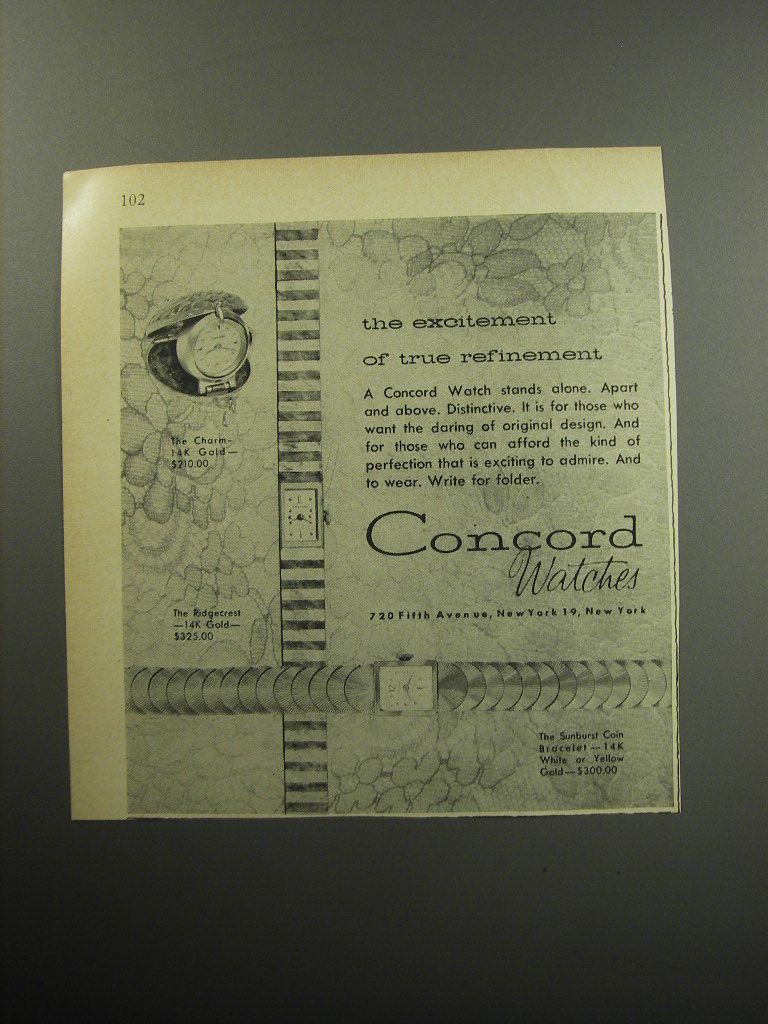 102
the excitement
of true refinement
A Concord Watch stands alone. Apart
and above. Distinctive. It is for those who
want the daring of original design. And
for those who can afford the kind of
perfection that is exciting to admire. And
to wear. Write for folder.
Concord
Watches
720 Fifth Avenue, New York 19, New York
The Charm—
14K Gold—
$210.00
The Ridgecrest
—14K Gold—
$325.00
The Sunburst Coin
Bracelet—14K
White or Yellow
Gold—$300.00